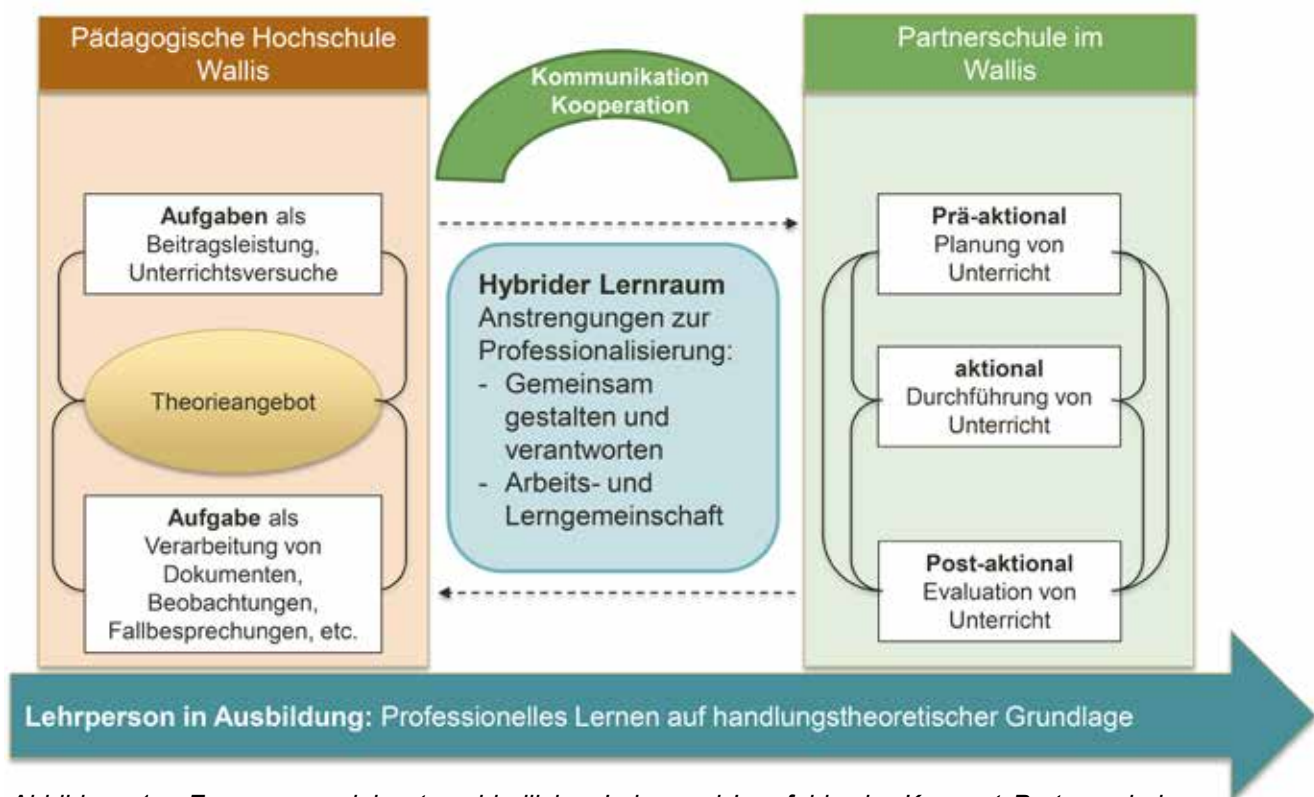 Pädagogische Hochschule
Wallis
Kommunikation
Kooperation
Partnerschule im
Wallis
Aufgaben als
Beitragsleistung,
Unterrichtsversuche
Theorieangebot
Aufgabe als
Verarbeitung von
Dokumenten,
Beobachtungen,
Fallbesprechungen, etc.
Hybrider Lernraum
Anstrengungen zur
Professionalisierung:
- Gemeinsam
gestalten und
verantworten
- Arbeits- und
Lerngemeinschaft
Prä-aktional
Planung von
Unterricht
aktional
Durchführung von
Unterricht
Post-aktional
Evaluation von
Unterricht
Lehrperson in Ausbildung: Professionelles Lernen auf handlungstheoretischer Grundlage